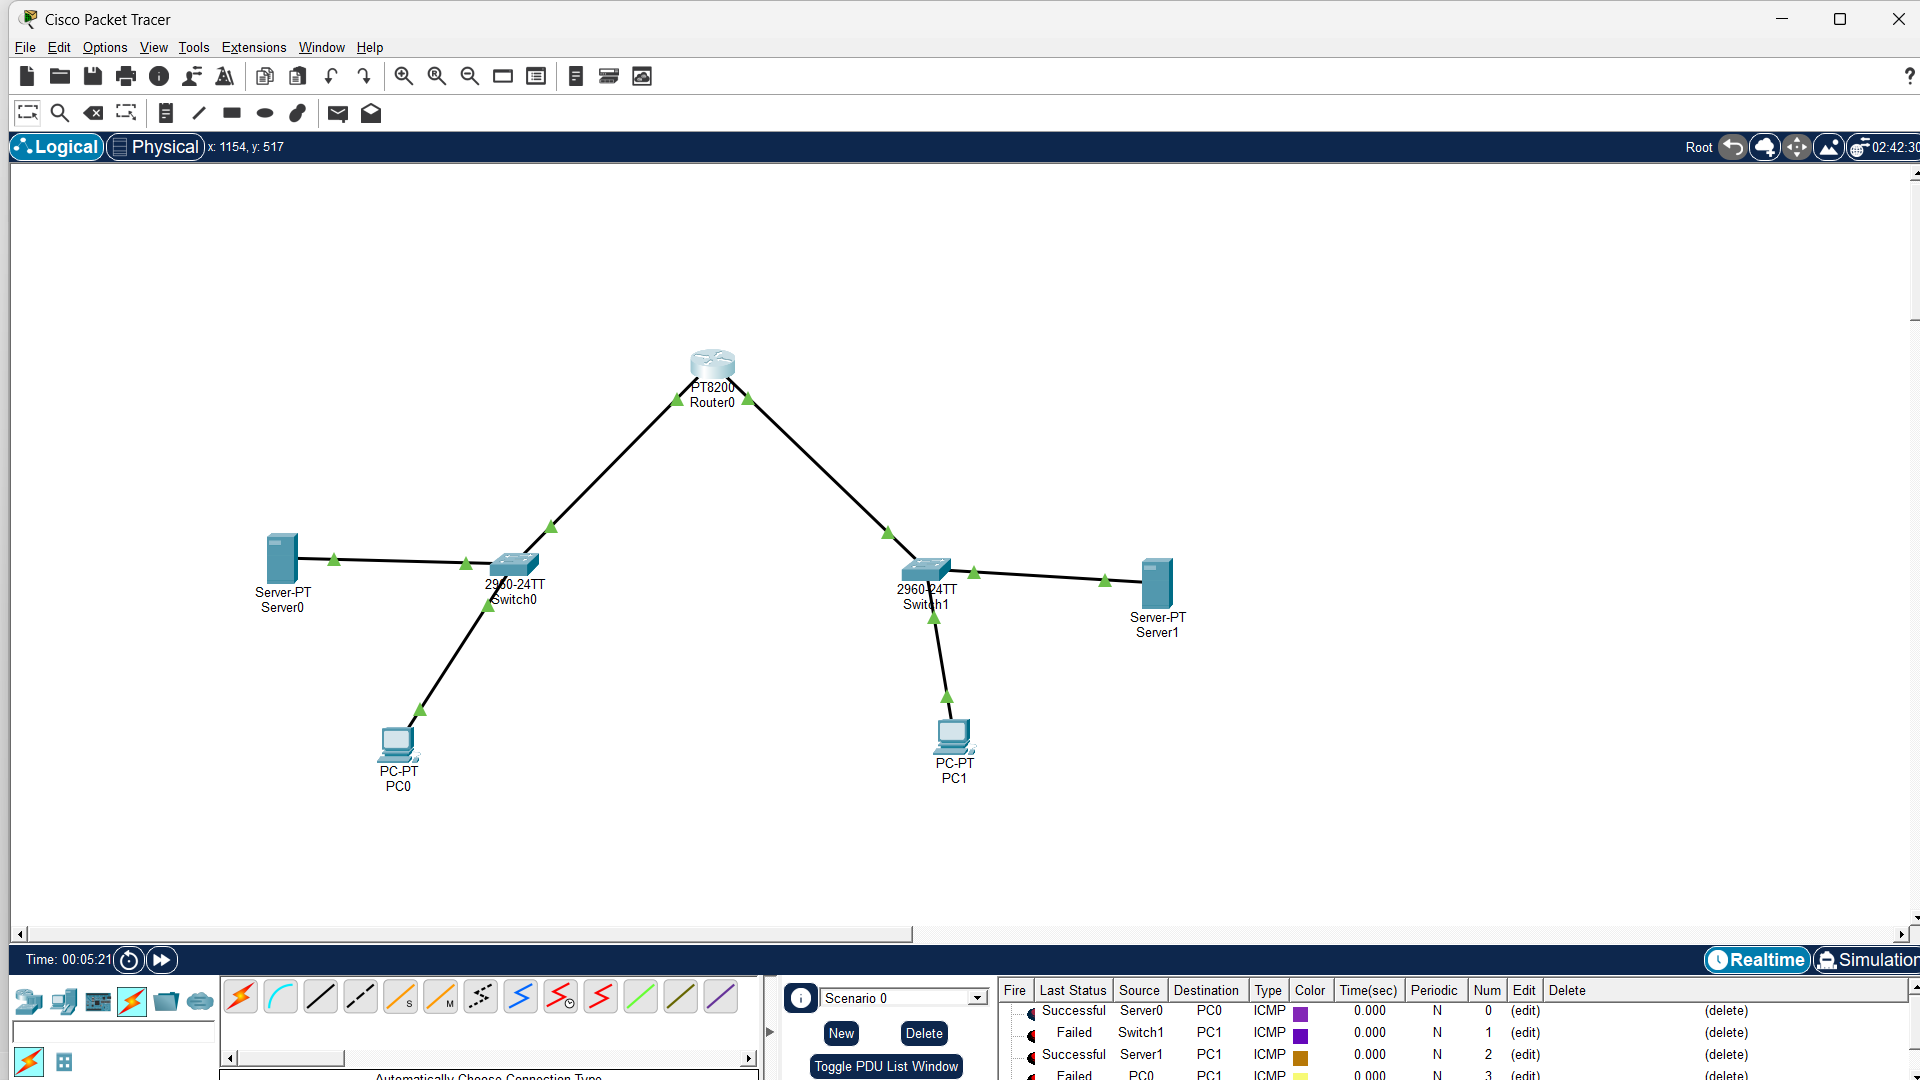 Cisco Packet Tracer
File Edit Options View Tools Extensions Window Help
?
Logical Physical x: 1154, y: 517 Root 02:42:30
PT8200
Router0
Server-PT
Server0
2960-24TT
Switch0
2960-24TT
Switch1
Server-PT
Server1
PC-PT
PC0
PC-PT
PC1
Time: 00:05:21 Realtime Simulation
S M
Automatically Choose Connection Type
Scenario 0
New Delete
Toggle PDU List Window
Fire Last Status Source Destination Type Color Time(sec) Periodic Num Edit Delete
Successful Server0 PC0 ICMP 0.000 N 0 (edit) (delete)
Failed Switch1 PC1 ICMP 0.000 N 1 (edit) (delete)
Successful Server1 PC1 ICMP 0.000 N 2 (edit) (delete)
Failed PC0 PC1 ICMP 0.000 N 3 (edit) (delete)